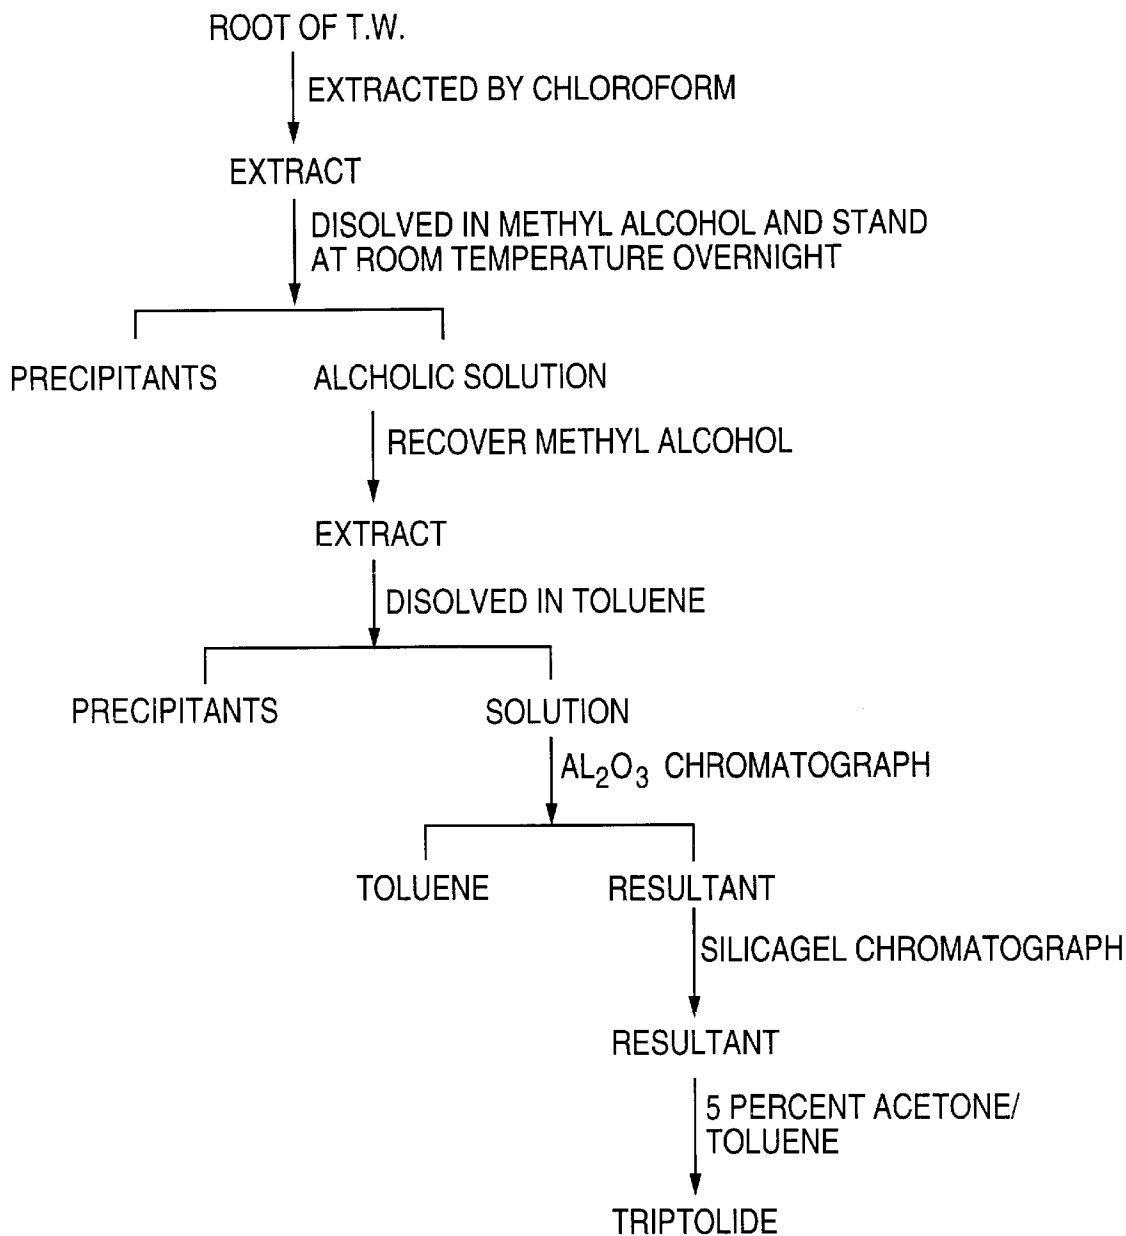 ROOT OF T.W.
EXTRACTED BY CHLOROFORM
EXTRACT
DISOLVED IN METHYL ALCOHOL AND STAND
AT ROOM TEMPERATURE OVERNIGHT
PRECIPITANTS
ALCHOLIC SOLUTION
RECOVER METHYL ALCOHOL
EXTRACT
DISOLVED IN TOLUENE
PRECIPITANTS
SOLUTION
AL2O3 CHROMATOGRAPH
TOLUENE
RESULTANT
SILICAGEL CHROMATOGRAPH
RESULTANT
5 PERCENT ACETONE/
TOLUENE
TRIPTOLIDE